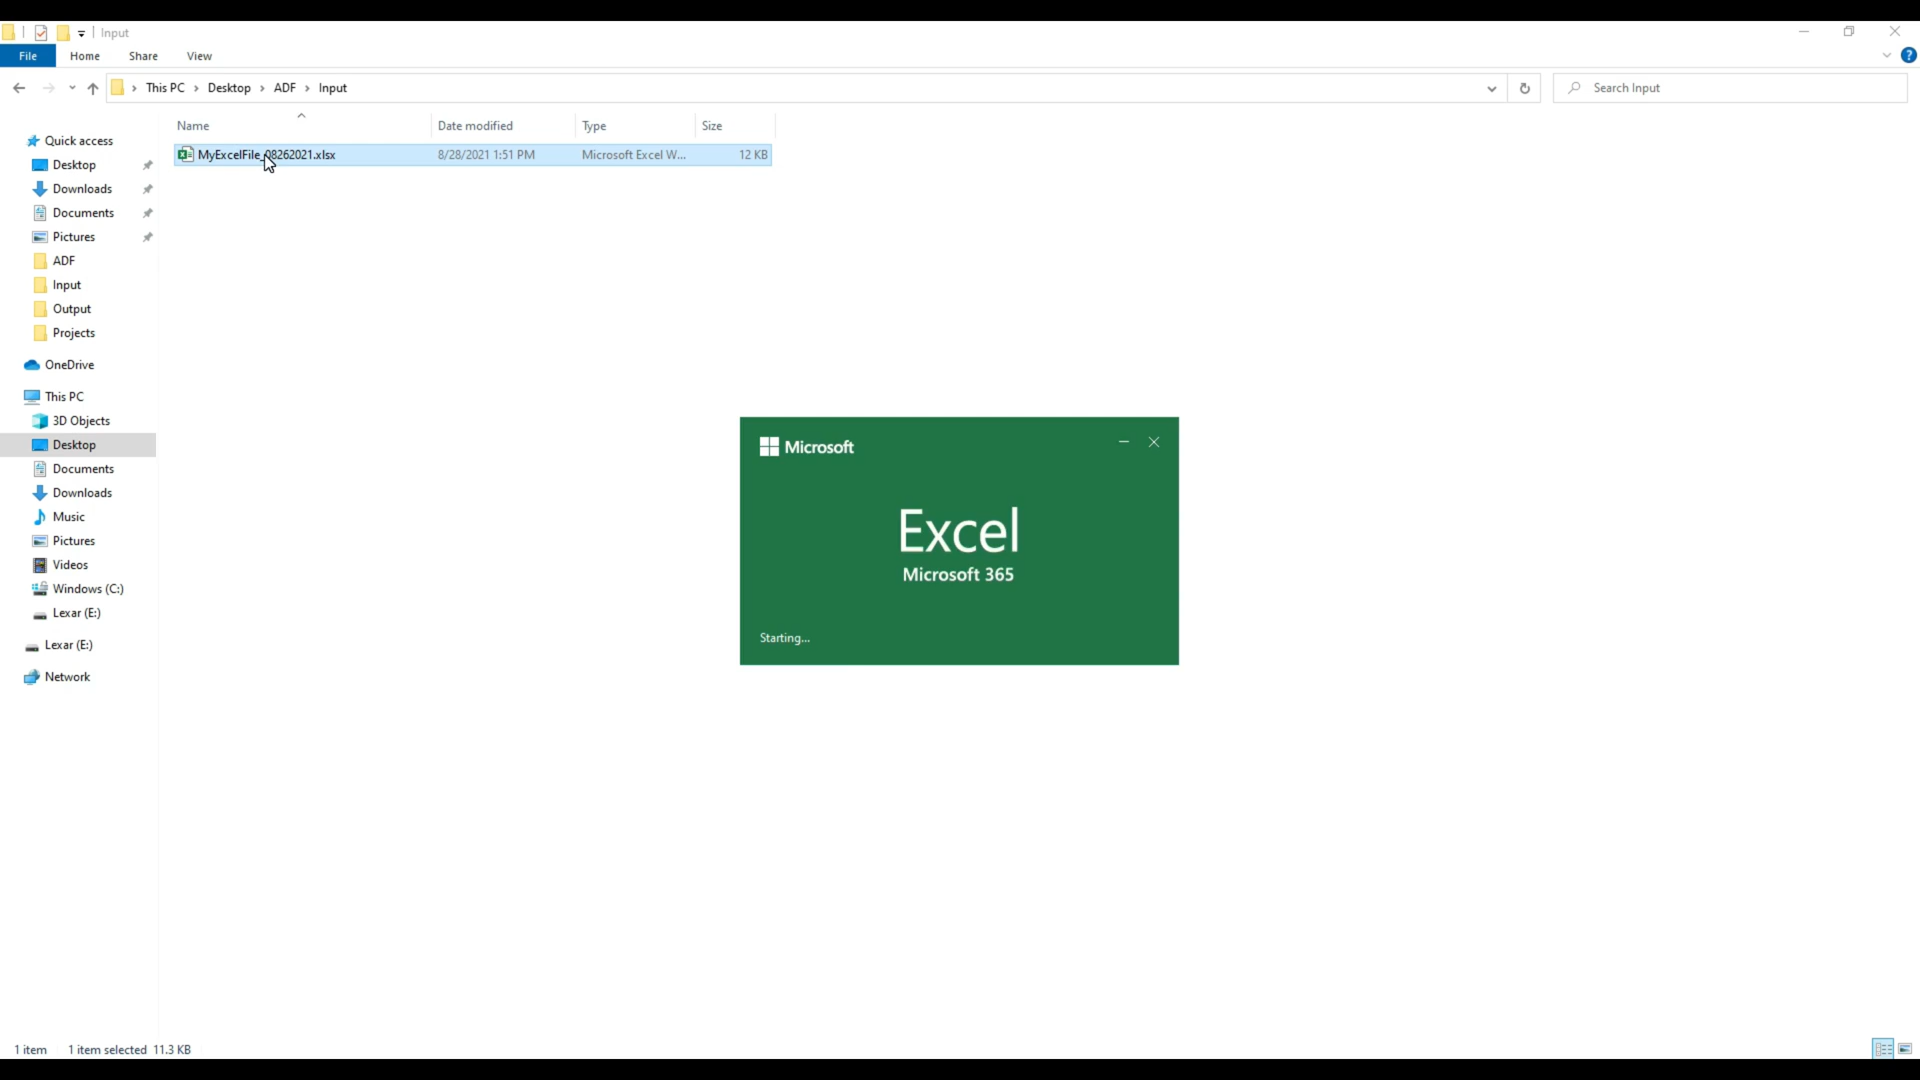 Input
File Home Share View
This PC Desktop ADF Input
Search Input
Name Date modified Type Size
MyExcelFile_08262021.xlsx 8/28/2021 1:51 PM Microsoft Excel W... 12 KB
Quick access
Desktop
Downloads
Documents
Pictures
ADF
Input
Output
Projects
OneDrive
This PC
3D Objects
Desktop
Documents
Downloads
Music
Pictures
Videos
Windows (C:)
Lexar (E:)
Lexar (E:)
Network
Microsoft
Excel
Microsoft 365
Starting...
1 item 1 item selected 11.3 KB